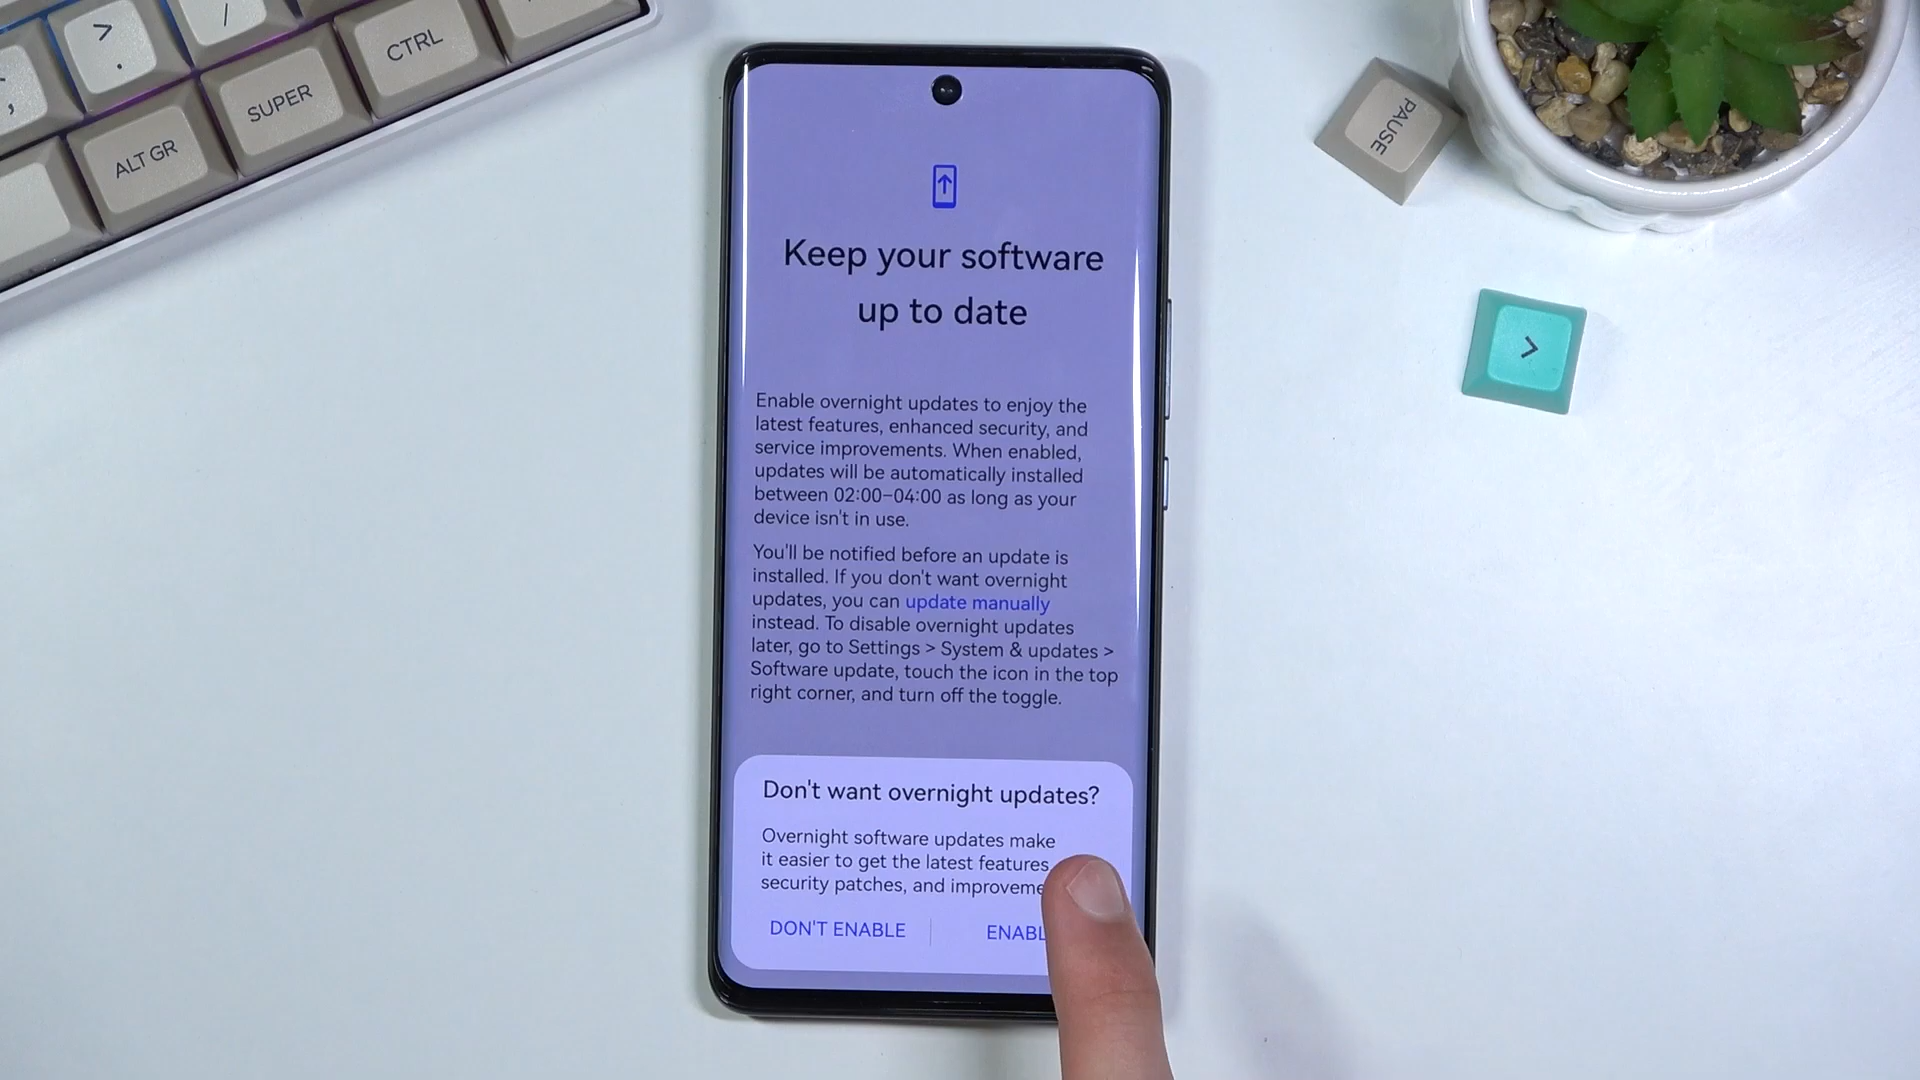 >
.
/
CTRL
;
,
SUPER
ALT GR
PAUSE
>
Keep your software
up to date
Enable overnight updates to enjoy the
latest features, enhanced security, and
service improvements. When enabled,
updates will be automatically installed
between 02:00–04:00 as long as your
device isn't in use.
You'll be notified before an update is
installed. If you don't want overnight
updates, you can update manually
instead. To disable overnight updates
later, go to Settings > System & updates >
Software update, touch the icon in the top
right corner, and turn off the toggle.
Don't want overnight updates?
Overnight software updates make
it easier to get the latest features
security patches, and
DON'T ENABLE